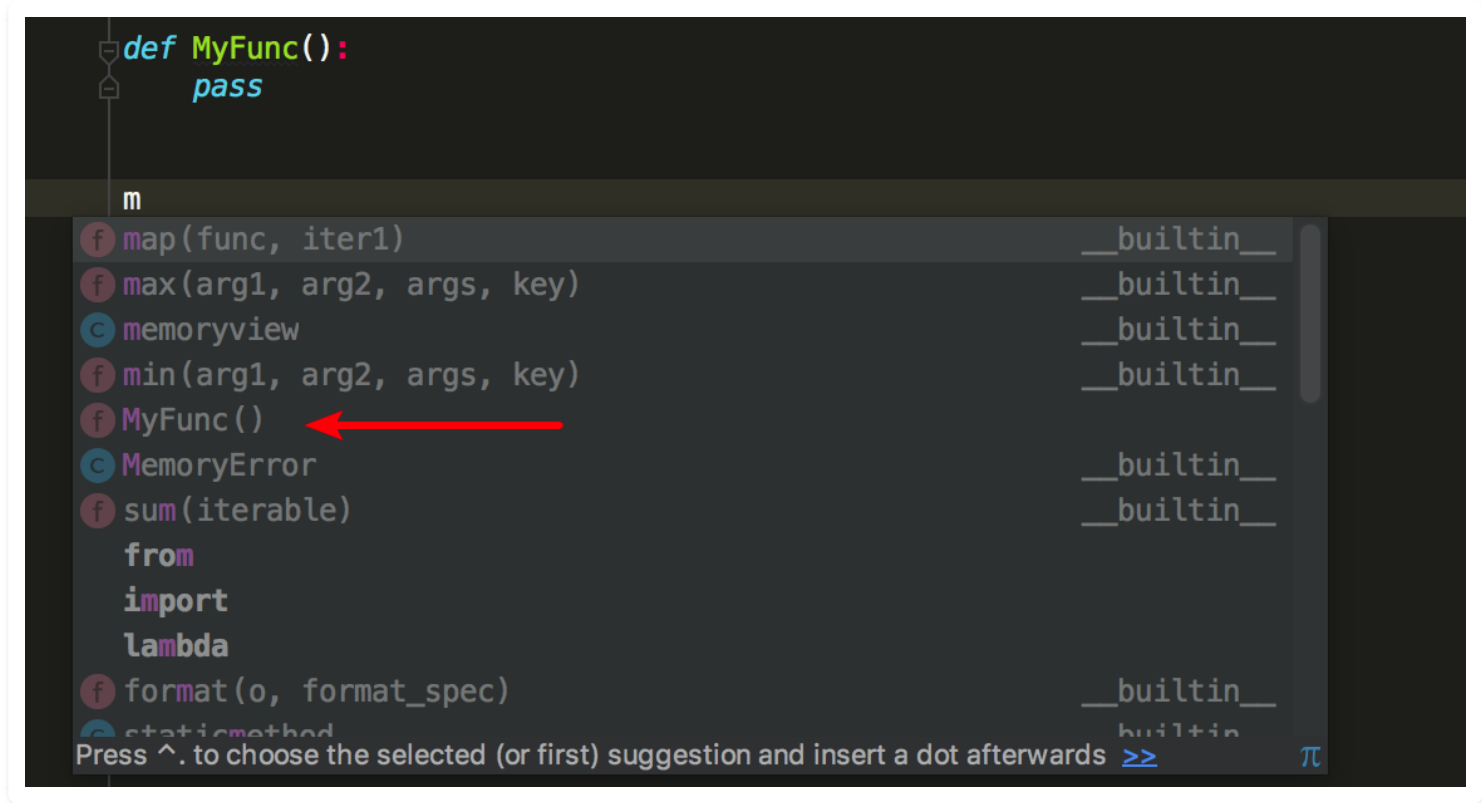 def MyFunc():
pass
m
f map(func, iter1) __builtin__
f max(arg1, arg2, args, key) __builtin__
c memoryview __builtin__
f min(arg1, arg2, args, key) __builtin__
f MyFunc()
c MemoryError __builtin__
f sum(iterable) __builtin__
from
import
lambda
f format(o, format_spec) __builtin__
c staticmethod __builtin__
Press ^. to choose the selected (or first) suggestion and insert a dot afterwards >> π